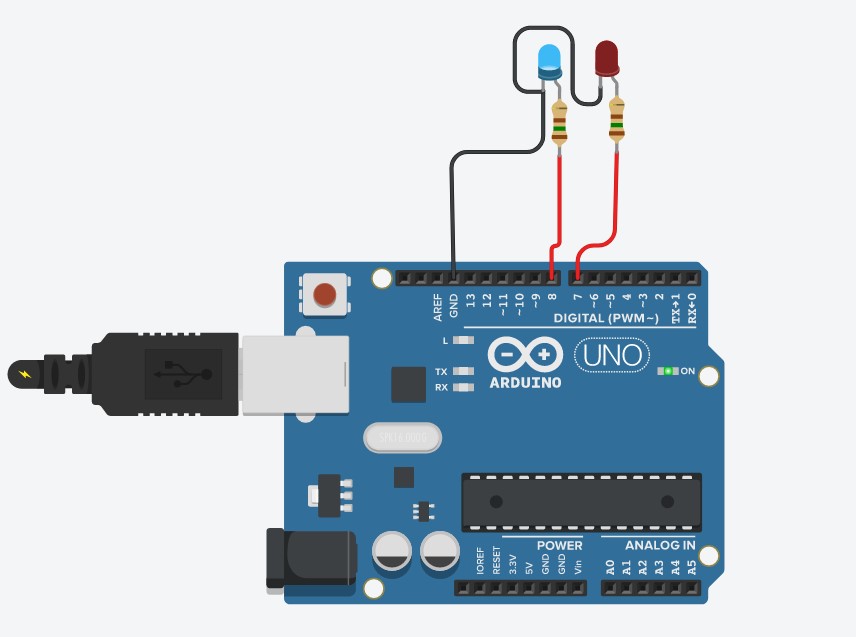 AREF
GND
13
12
~11
~10
~9
8
7
~6
~5
4
~3
2
TX→1
RX←0
DIGITAL (PWM~)
L
TX
RX
UNO
ON
ARDUINO
POWER
ANALOG IN
IOREF
RESET
3.3V
5V
GND
GND
Vin
A0
A1
A2
A3
A4
A5